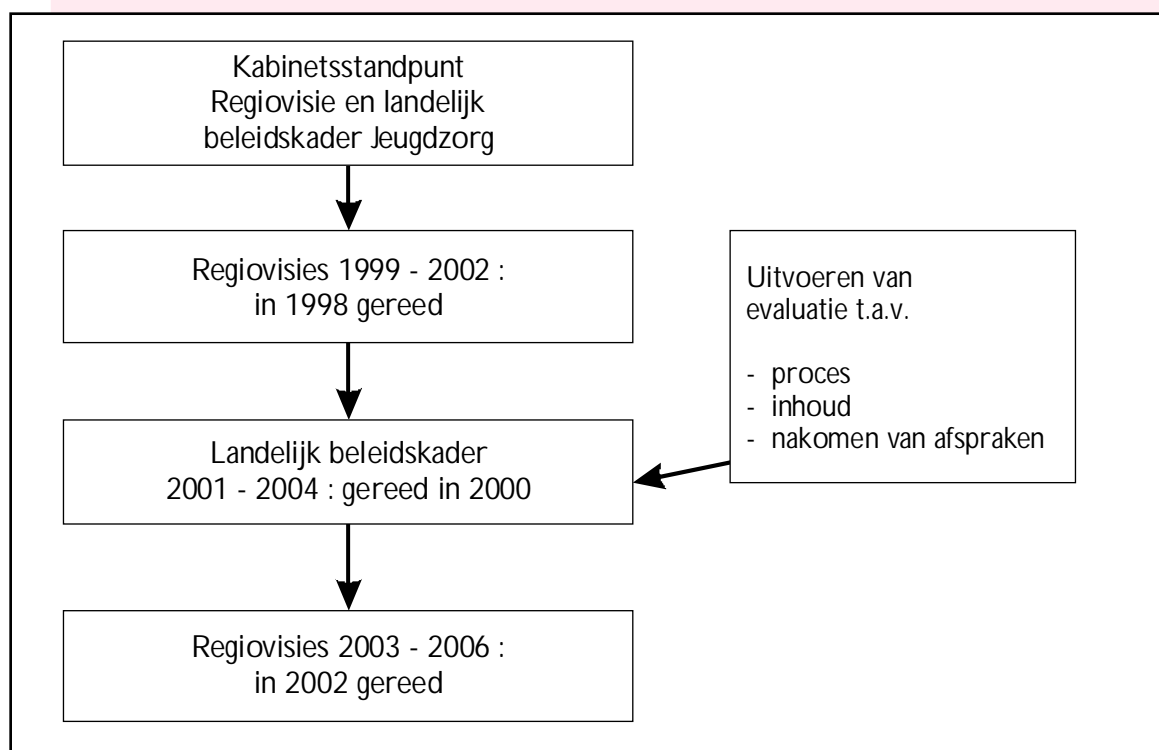 Kabinetsstandpunt
Regiovisie en landelijk
beleidskader Jeugdzorg
Regiovisies 1999 - 2002 :
in 1998 gereed
Landelijk beleidskader
2001 - 2004 : gereed in 2000
Regiovisies 2003 - 2006 :
in 2002 gereed
Uitvoeren van
evaluatie t.a.v.
- proces
- inhoud
- nakomen van afspraken